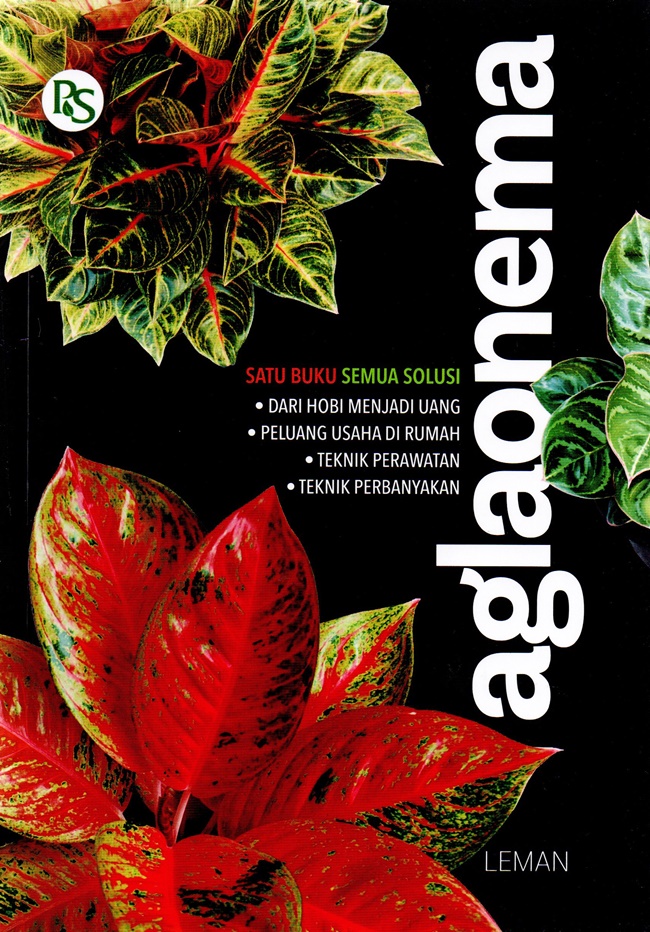 PS
aglaonema
SATU BUKU SEMUA SOLUSI
• DARI HOBI MENJADI UANG
• PELUANG USAHA DI RUMAH
• TEKNIK PERAWATAN
• TEKNIK PERBANYAKAN
LEMAN